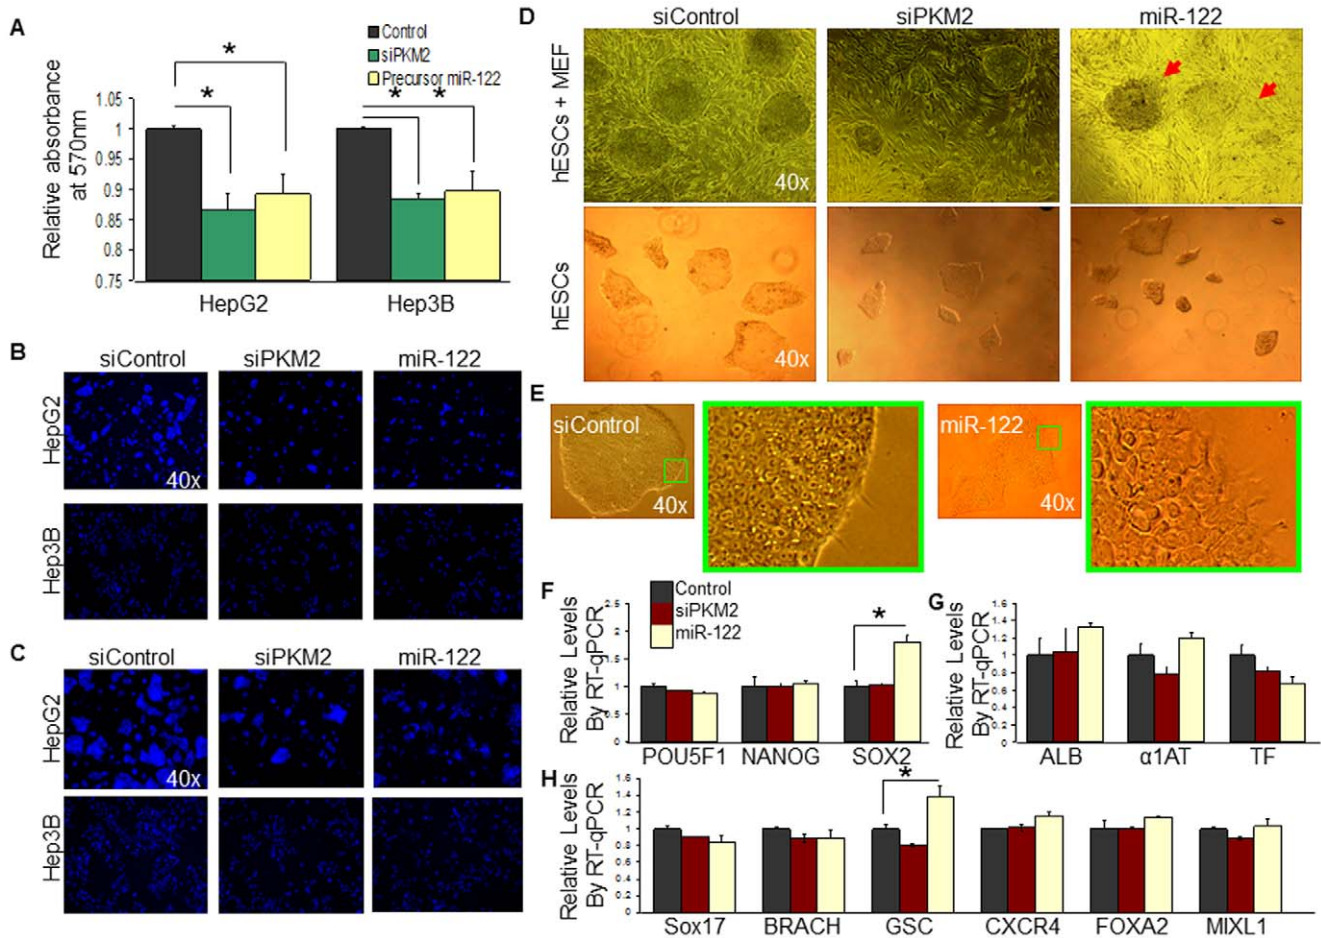 A
Control
siPKM2
Precursor miR-122
* * * *
Relative absorbance
at 570nm
1.05
1
0.95
0.9
0.85
0.8
0.75
HepG2 Hep3B
B
siControl siPKM2 miR-122
HepG2
40x
Hep3B
C
siControl siPKM2 miR-122
HepG2
40x
Hep3B
D
siControl siPKM2 miR-122
hESCs + MEF
40x
hESCs
40x
E
siControl
40x
miR-122
40x
F
Control
siPKM2
miR-122
*
Relative Levels
By RT-qPCR
2.5
2
1.5
1
0.5
0
POU5F1 NANOG SOX2
G
Relative Levels
By RT-qPCR
1.6
1.4
1.2
1
0.8
0.6
0.4
0.2
0
ALB α1AT TF
H
*
Relative Levels
By RT-qPCR
1.6
1.4
1.2
1
0.8
0.6
0.4
0.2
0
Sox17 BRACH GSC CXCR4 FOXA2 MIXL1